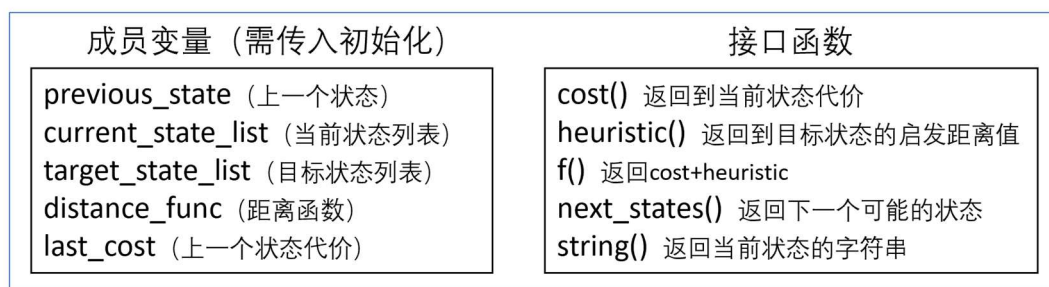 成员变量（需传入初始化）
previous_state（上一个状态）
current_state_list（当前状态列表）
target_state_list（目标状态列表）
distance_func（距离函数）
last_cost（上一个状态代价）
接口函数
cost() 返回到当前状态代价
heuristic() 返回到目标状态的启发距离值
f() 返回cost+heuristic
next_states() 返回下一个可能的状态
string() 返回当前状态的字符串